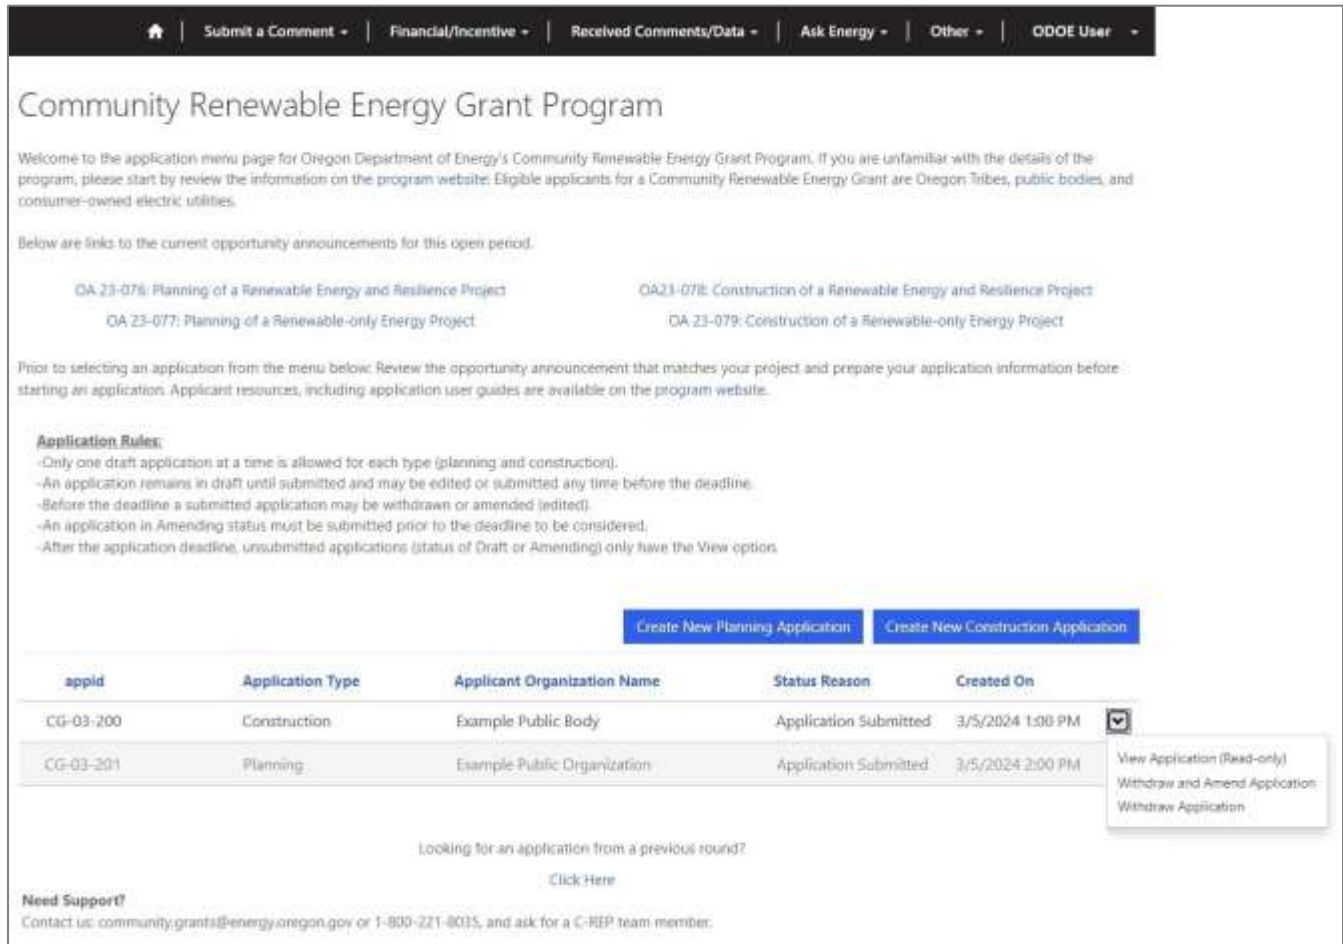 Submit a Comment | Financial/Incentive | Received Comments/Data | Ask Energy | Other | ODOE User
Community Renewable Energy Grant Program
Welcome to the application menu page for Oregon Department of Energy's Community Renewable Energy Grant Program. If you are unfamiliar with the details of the
program, please start by review the information on the program website. Eligible applicants for a Community Renewable Energy Grant are Oregon Tribes, public bodies, and
consumer-owned electric utilities.
Below are links to the current opportunity announcements for this open period.
OA 23-076: Planning of a Renewable Energy and Resilience Project OA23-078: Construction of a Renewable Energy and Resilience Project
OA 23-077: Planning of a Renewable-only Energy Project OA 23-079: Construction of a Renewable-only Energy Project
Prior to selecting an application from the menu below: Review the opportunity announcement that matches your project and prepare your application information before
starting an application. Applicant resources, including application user guides are available on the program website.
Application Rules:
-Only one draft application at a time is allowed for each type (planning and construction).
-An application remains in draft until submitted and may be edited or submitted any time before the deadline.
-Before the deadline a submitted application may be withdrawn or amended (edited).
-An application in Amending status must be submitted prior to the deadline to be considered.
-After the application deadline, unsubmitted applications (status of Draft or Amending) only have the View option.
Create New Planning Application Create New Construction Application
appid Application Type Applicant Organization Name Status Reason Created On
CG-03-200 Construction Example Public Body Application Submitted 3/5/2024 1:00 PM
CG-03-201 Planning Example Public Organization Application Submitted 3/5/2024 2:00 PM
View Application (Read-only)
Withdraw and Amend Application
Withdraw Application
Looking for an application from a previous round?
Click Here
Need Support?
Contact us: community.grants@energy.oregon.gov or 1-800-221-8035, and ask for a C-REP team member.